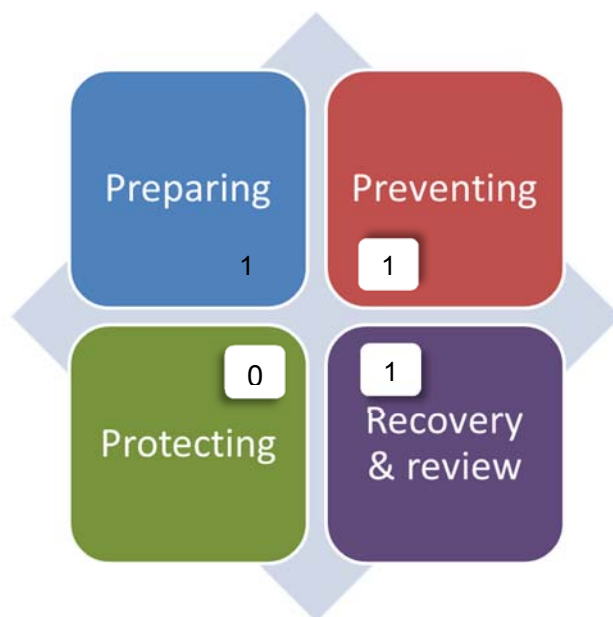 Preparing
Preventing
1
1
0
1
Protecting
Recovery
& review